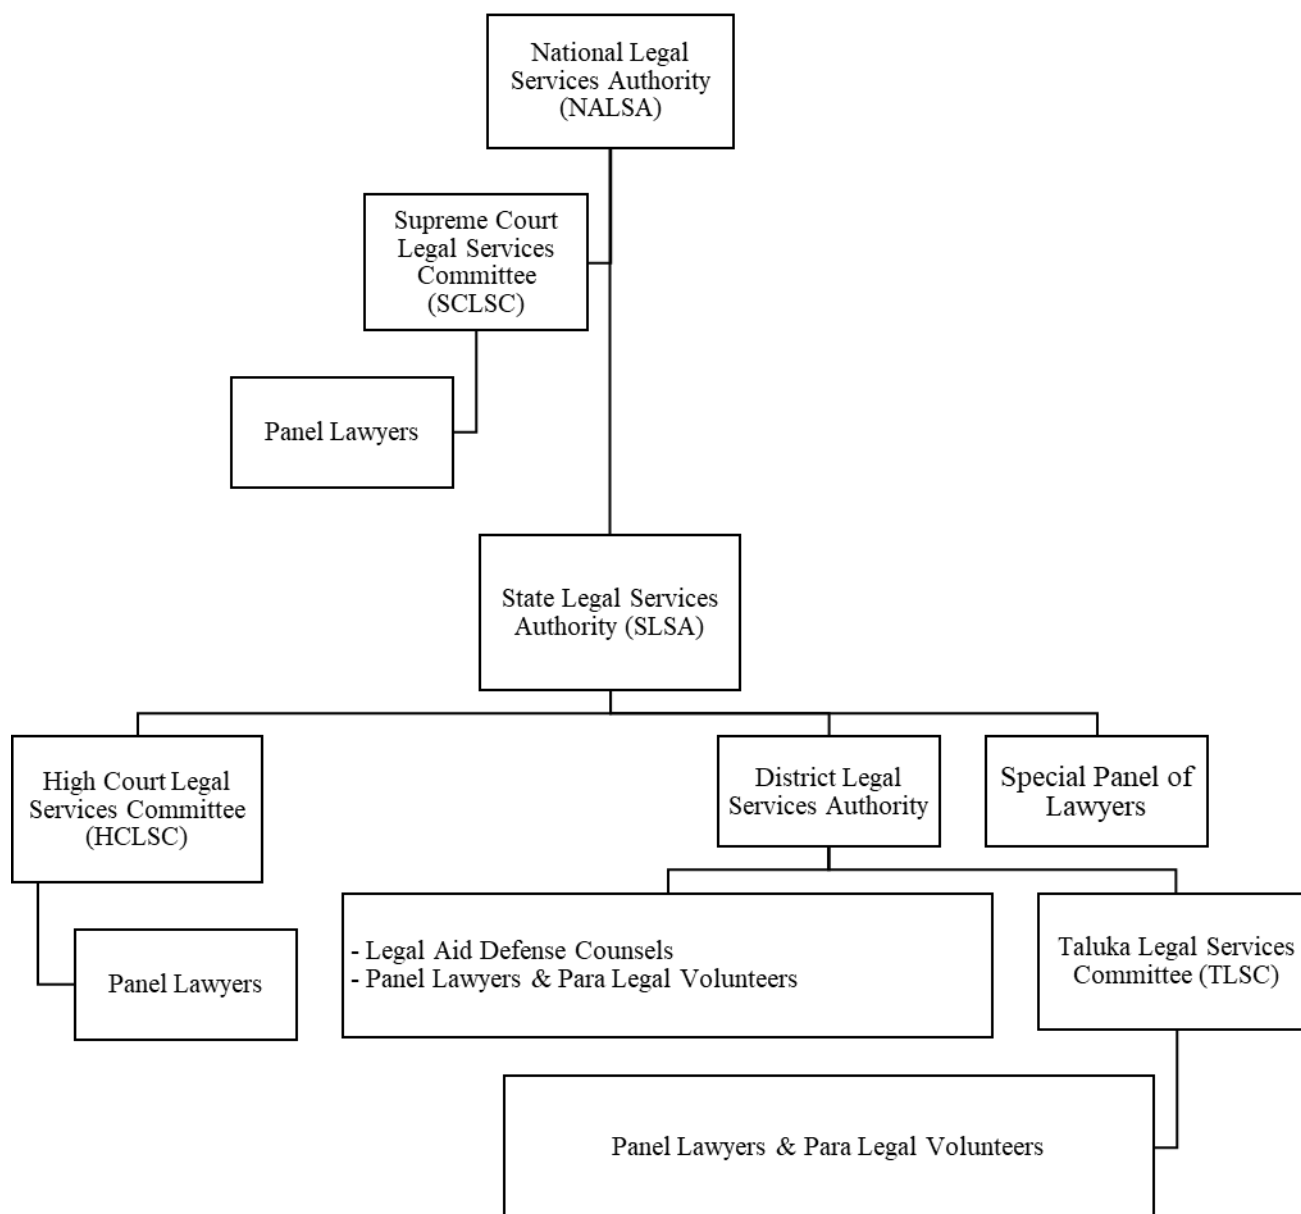 National Legal
Services Authority
(NALSA)
Supreme Court
Legal Services
Committee
(SCLSC)
Panel Lawyers
State Legal Services
Authority (SLSA)
High Court Legal
Services Committee
(HCLSC)
District Legal
Services Authority
Special Panel of
Lawyers
Panel Lawyers
- Legal Aid Defense Counsels
- Panel Lawyers & Para Legal Volunteers
Taluka Legal Services
Committee (TLSC)
Panel Lawyers & Para Legal Volunteers